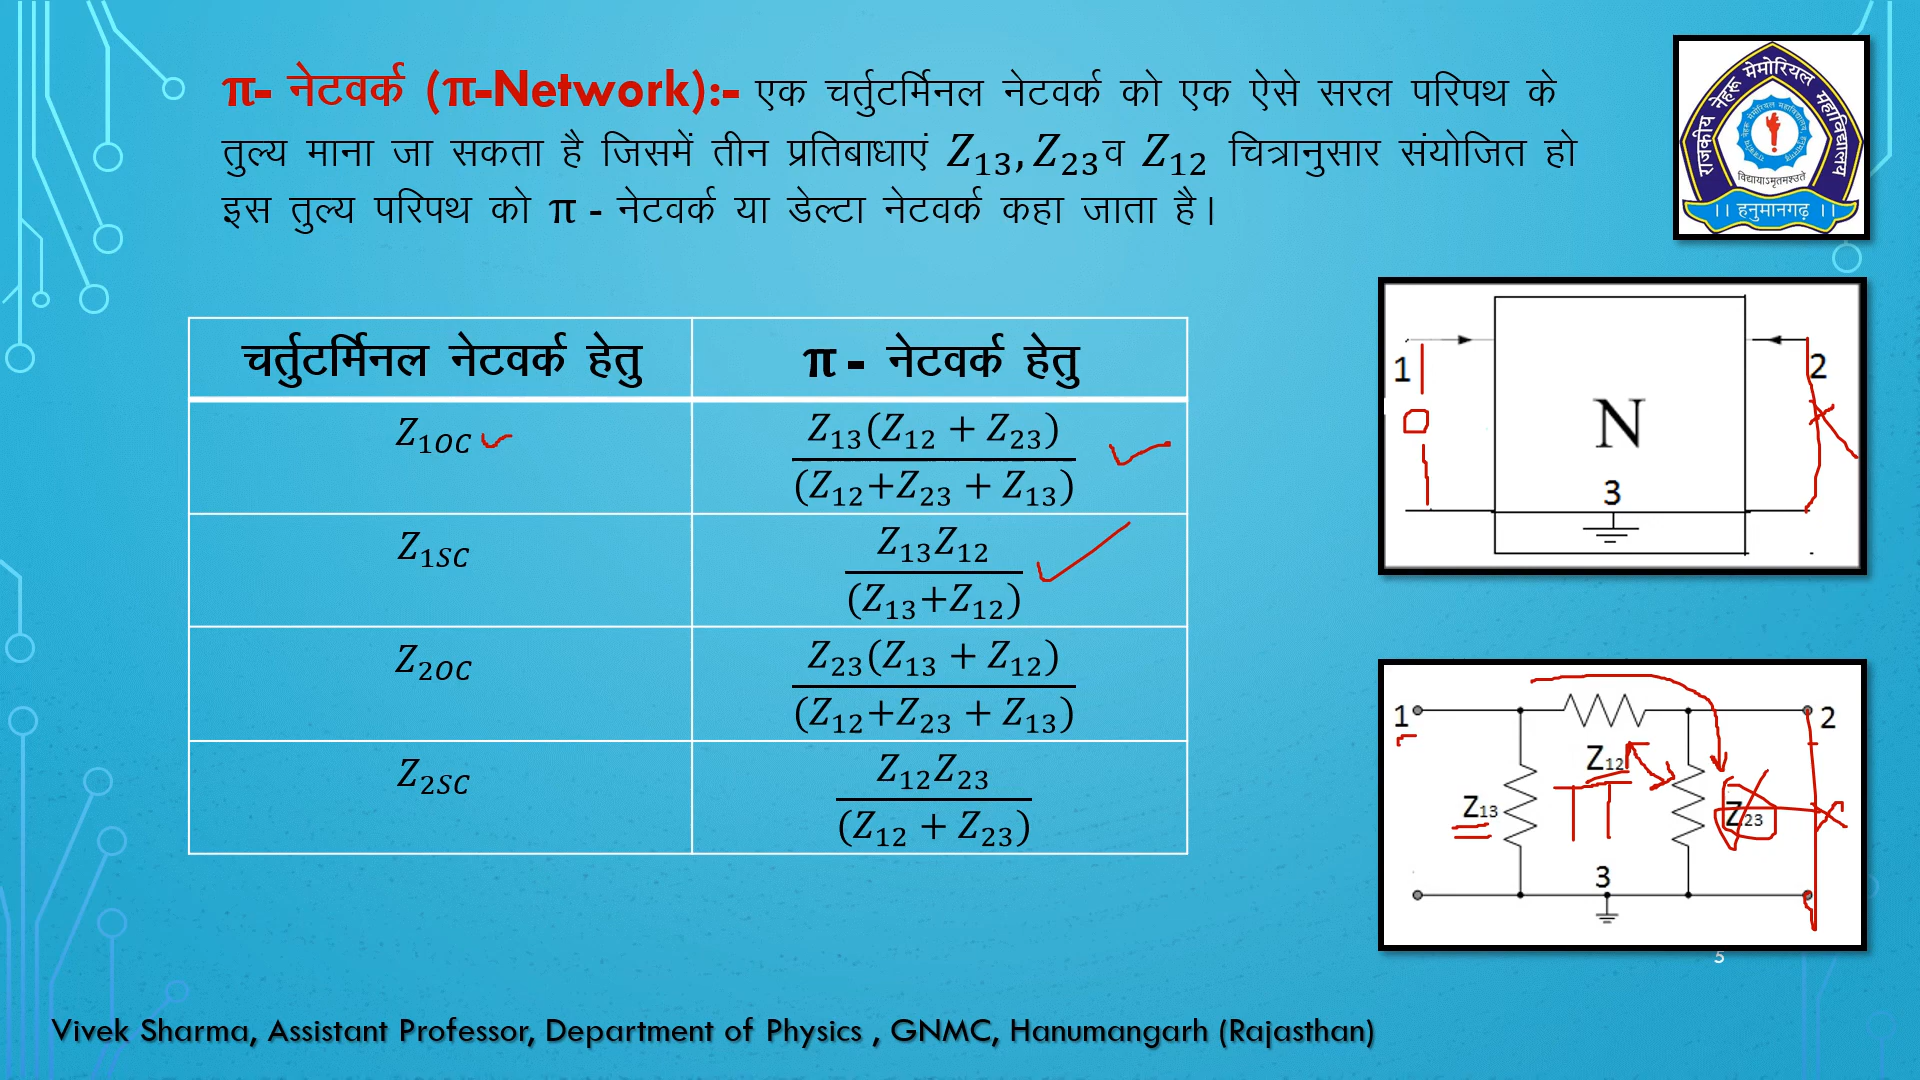 π- नेटवर्क (π-Network):- एक चर्तुटर्मिनल नेटवर्क को एक ऐसे सरल परिपथ के
तुल्य माना जा सकता है जिसमें तीन प्रतिबाधाएं Z₁₃, Z₂₃ व Z₁₂ चित्रानुसार संयोजित हो
इस तुल्य परिपथ को π - नेटवर्क या डेल्टा नेटवर्क कहा जाता है।
राजकीय नेहरू मेमोरियल महाविद्यालय
विद्यायाऽमृतमश्नुते
।। हनुमानगढ़ ।।
चर्तुटर्मिनल नेटवर्क हेतु
π - नेटवर्क हेतु
Z₁OC
Z₁₃(Z₁₂ + Z₂₃)
(Z₁₂+Z₂₃ + Z₁₃)
Z₁SC
Z₁₃Z₁₂
(Z₁₃+Z₁₂)
Z₂OC
Z₂₃(Z₁₃ + Z₁₂)
(Z₁₂+Z₂₃ + Z₁₃)
Z₂SC
Z₁₂Z₂₃
(Z₁₂ + Z₂₃)
1
2
N
3
1
2
Z₁₂
Z₁₃
π
Z₂₃
3
5
Vivek Sharma, Assistant Professor, Department of Physics , GNMC, Hanumangarh (Rajasthan)